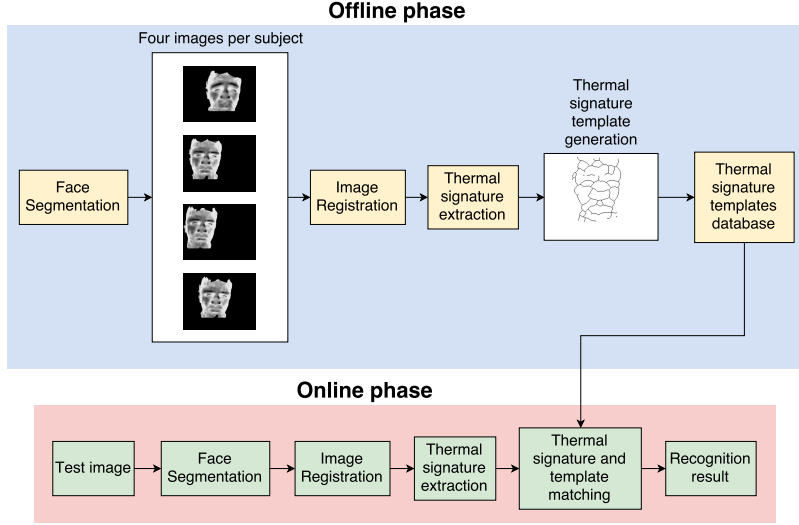 Offline phase
Four images per subject
Thermal
signature
template
generation
Face
Segmentation
Image
Registration
Thermal
signature
extraction
Thermal
signature
templates
database
Online phase
Test image
Face
Segmentation
Image
Registration
Thermal
signature
extraction
Thermal
signature and
template
matching
Recognition
result